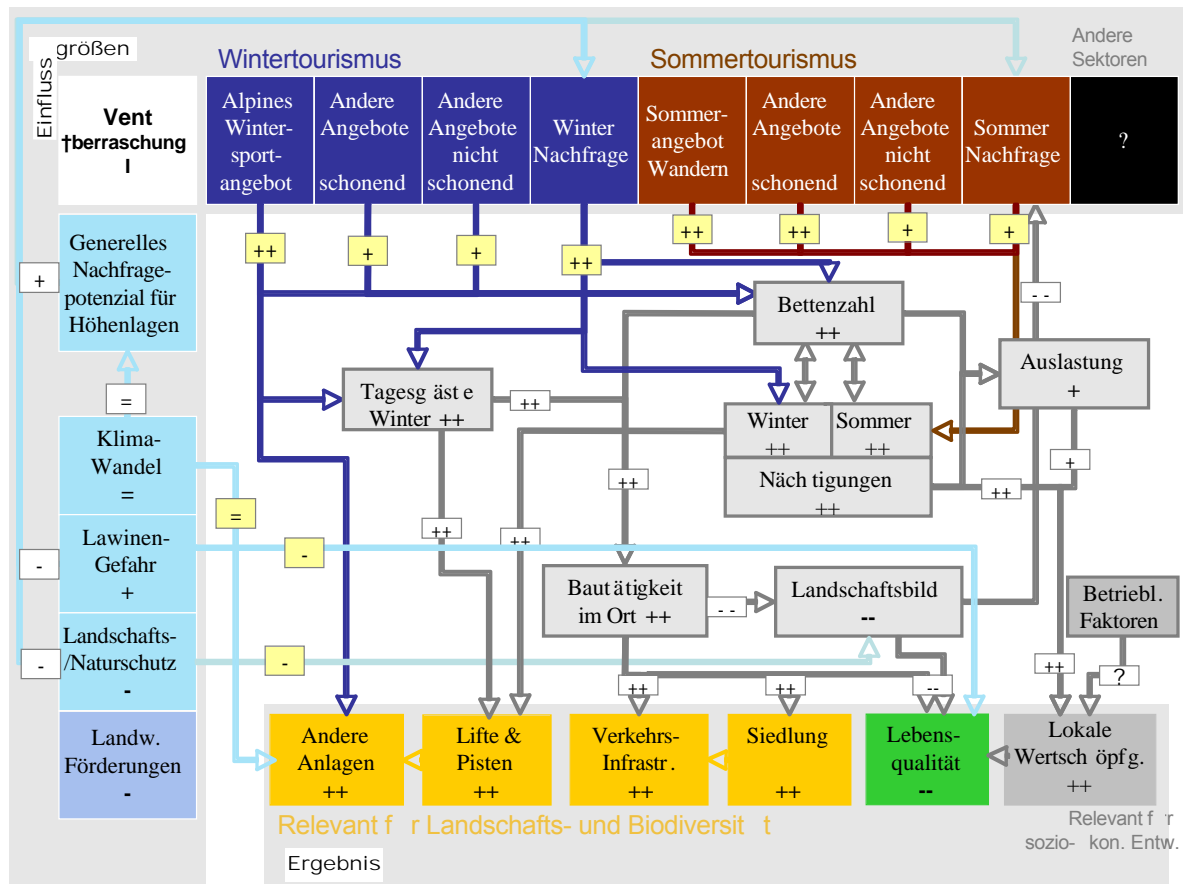 größen
Einfluss
Wintertourismus
Sommertourismus
Andere
Sektoren
Vent
†berraschung
I
Alpines
Winter-
sport-
angebot
Andere
Angebote
schonend
Andere
Angebote
nicht
schonend
Winter
Nachfrage
Sommer-
angebot
Wandern
Andere
Angebote
schonend
Andere
Angebote
nicht
schonend
Sommer
Nachfrage
?
++
+
+
++
++
++
+
+
Generelles
Nachfrage-
potenzial für
Höhenlagen
+
- -
Bettenzahl
++
Auslastung
+
Tagesg äst e
Winter ++
++
=
Klima-
Wandel
=
Winter
++
Sommer
++
Näch tigungen
++
+
++
++
=
++
++
Lawinen-
Gefahr
+
-
-
Bautätigkeit
im Ort ++
- -
Landschaftsbild
--
Betriebl.
Faktoren
Landschafts-
/Naturschutz
-
-
-
++
?
++
++
--
Landw.
Förderungen
-
Andere
Anlagen
++
Lifte &
Pisten
++
Verkehrs-
Infrastr.
++
Siedlung
++
Lebens-
qualität
--
Lokale
Wertsch öpfg.
++
Relevant f r Landschafts- und Biodiversit t
Relevant f r
sozio- kon. Entw.
Ergebnis